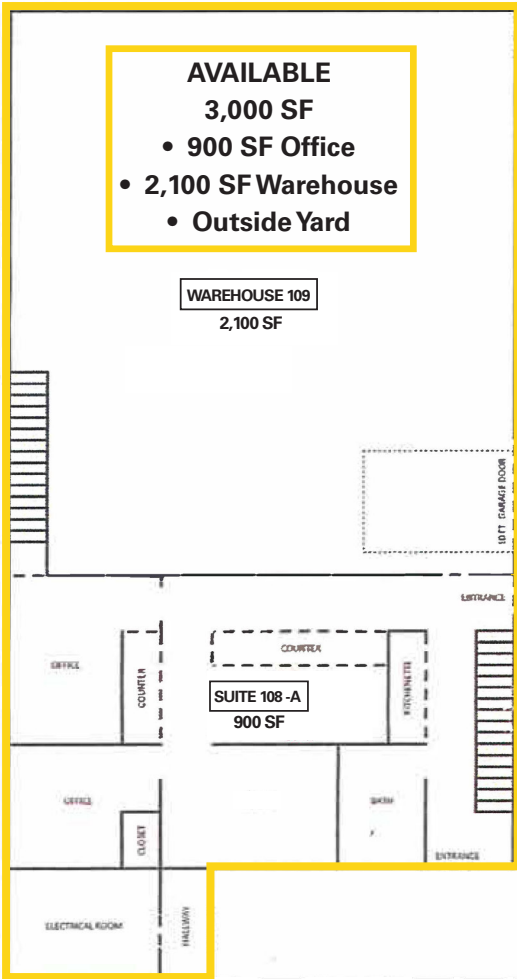 AVAILABLE
3,000 SF
• 900 SF Office
• 2,100 SF Warehouse
• Outside Yard
WAREHOUSE 109
2,100 SF
10 FT GARAGE DOOR
ENTRANCE
COUNTER
OFFICE
COUNTER
KITCHENETTE
SUITE 108 -A
900 SF
OFFICE
BATH
CLOSET
ENTRANCE
ELECTRICAL ROOM
HALLWAY